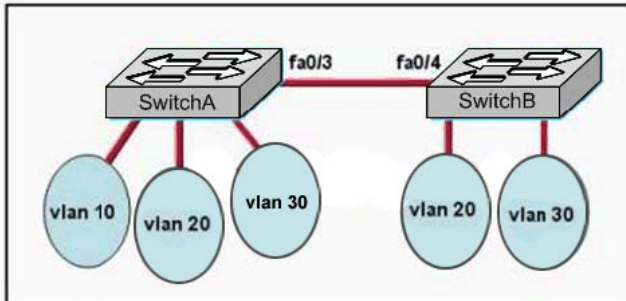 fa0/3
fa0/4
SwitchA
SwitchB
vlan 10
vlan 20
vlan 30
vlan 20
vlan 30